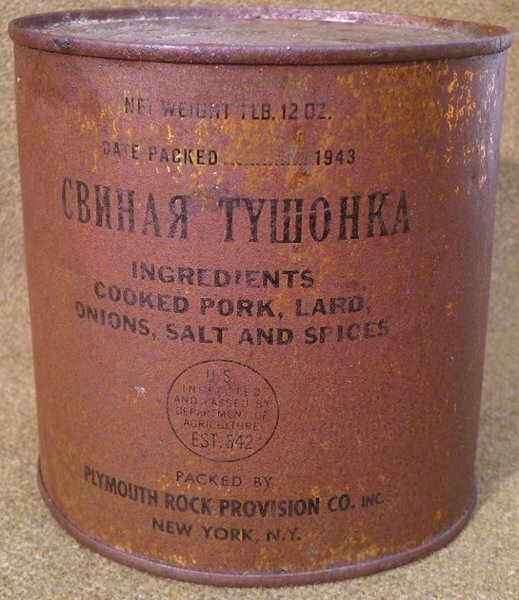 NET WEIGHT 1 LB. 12 OZ.
DATE PACKED.............. 1943
СВИНАЯ ТУШОНКА
INGREDIENTS
COOKED PORK, LARD,
ONIONS, SALT AND SPICES
U.S.
INSPECTED
AND PASSED BY
DEPARTMENT OF
AGRICULTURE
EST. 842
PACKED BY
PLYMOUTH ROCK PROVISION CO. INC.
NEW YORK, N.Y.